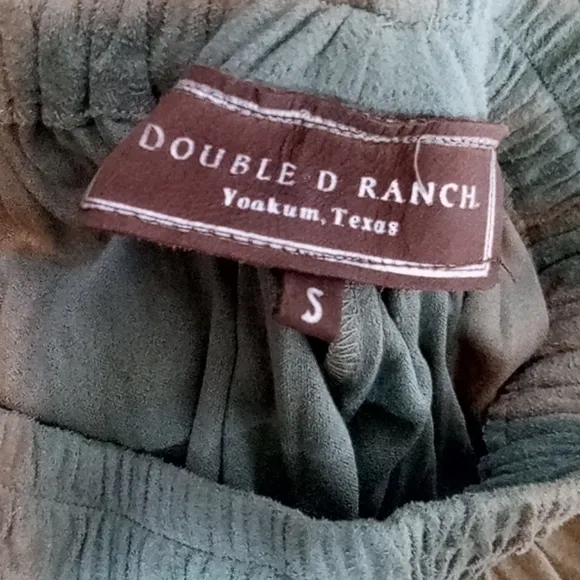 DOUBLE D RANCH
Yoakum, Texas
S